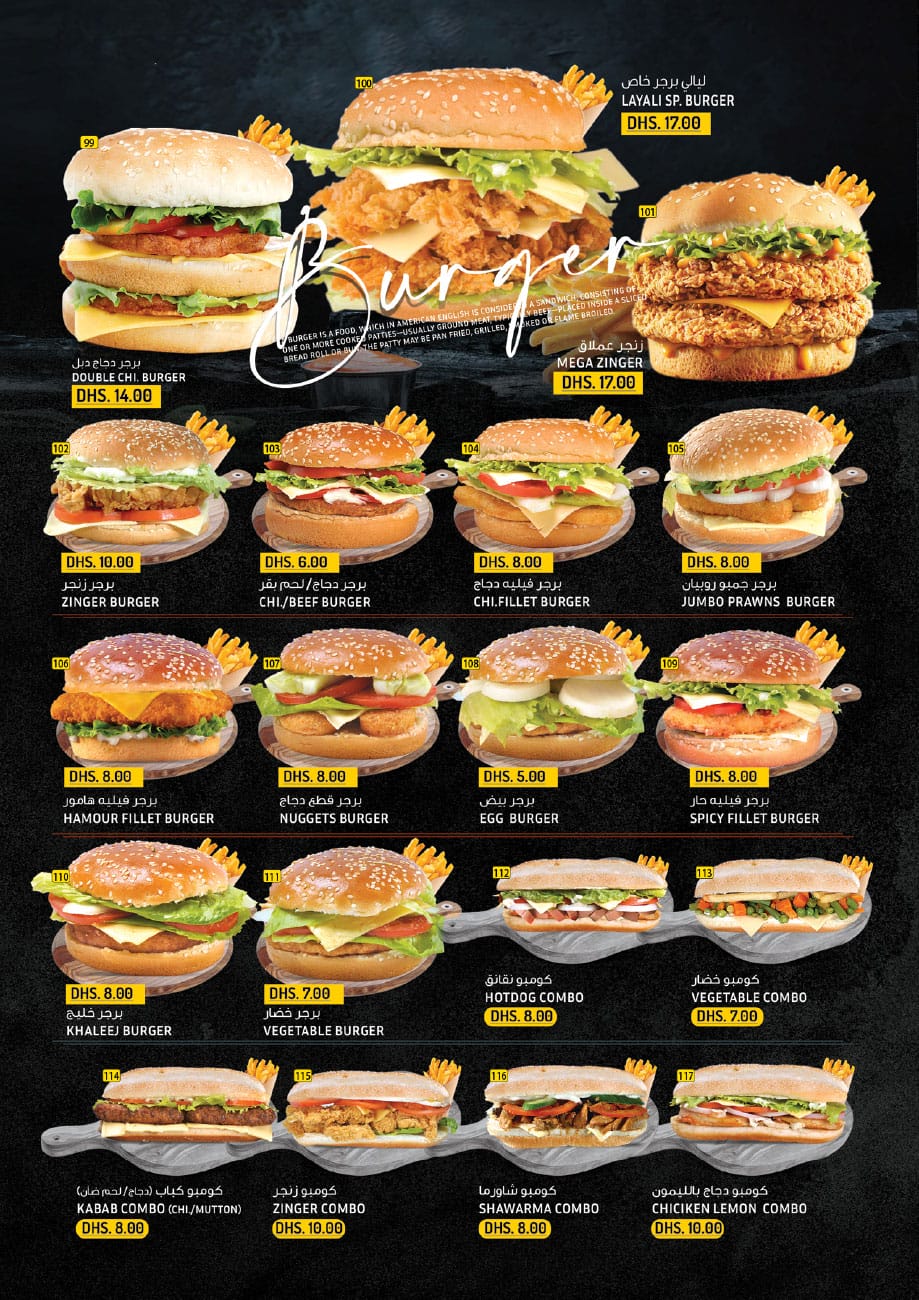 100
ليالي برجر خاص
LAYALI SP. BURGER
DHS. 17.00
99
101
Burger
BURGER IS A FOOD, WHICH IN AMERICAN ENGLISH IS CONSIDERED A SANDWICH, CONSISTING OF
ONE OR MORE COOKED PATTIES—USUALLY GROUND MEAT, TYPICALLY BEEF—PLACED INSIDE A SLICED
BREAD ROLL OR BUN. THE PATTY MAY BE PAN FRIED, GRILLED, SMOKED OR FLAME BROILED.
برجر دجاج دبل
DOUBLE CHI. BURGER
DHS. 14.00
زنجر عملاق
MEGA ZINGER
DHS. 17.00
102
103
104
105
DHS. 10.00
برجر زنجر
ZINGER BURGER
DHS. 6.00
برجر دجاج/لحم بقر
CHI./BEEF BURGER
DHS. 8.00
برجر فيليه دجاج
CHI.FILLET BURGER
DHS. 8.00
برجر جمبو روبيان
JUMBO PRAWNS BURGER
106
107
108
109
DHS. 8.00
برجر فيليه هامور
HAMOUR FILLET BURGER
DHS. 8.00
برجر قطع دجاج
NUGGETS BURGER
DHS. 5.00
برجر بيض
EGG BURGER
DHS. 8.00
برجر فيليه حار
SPICY FILLET BURGER
110
111
112
113
DHS. 8.00
برجر خليج
KHALEEJ BURGER
DHS. 7.00
برجر خضار
VEGETABLE BURGER
كومبو نقانق
HOTDOG COMBO
DHS. 8.00
كومبو خضار
VEGETABLE COMBO
DHS. 7.00
114
115
116
117
كومبو كباب (دجاج/لحم ضأن)
KABAB COMBO (CHI./MUTTON)
DHS. 8.00
كومبو زنجر
ZINGER COMBO
DHS. 10.00
كومبو شاورما
SHAWARMA COMBO
DHS. 8.00
كومبو دجاج بالليمون
CHICIKEN LEMON COMBO
DHS. 10.00